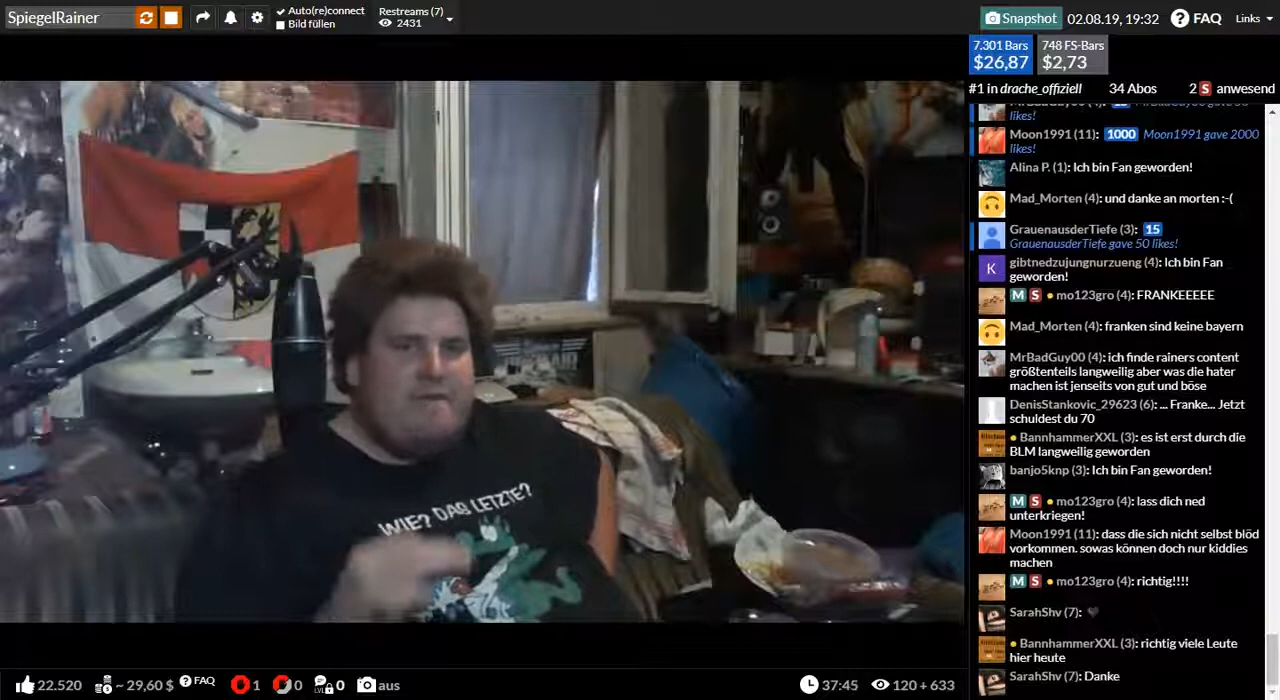 SpiegelRainer
Auto(re)connect
Bild füllen
Restreams (7)
2431
Snapshot
02.08.19, 19:32
? FAQ
Links
7.301 Bars
$26,87
748 FS-Bars
$2,73
#1 in drache_offiziell
34 Abos
2 S anwesend
MrBadGuy00 (4): 15 MrBadGuy00 gave 50
likes!
Moon1991 (11): 1000 Moon1991 gave 2000
likes!
Alina P. (1): Ich bin Fan geworden!
Mad_Morten (4): und danke an morten :-(
GrauenausderTiefe (3): 15
GrauenausderTiefe gave 50 likes!
K
gibtnedzujungnurzueng (4): Ich bin Fan
geworden!
M S mo123gro (4): FRANKEEEEE
Mad_Morten (4): franken sind keine bayern
MrBadGuy00 (4): ich finde rainers content
größtenteils langweilig aber was die hater
machen ist jenseits von gut und böse
DenisStankovic_29623 (6): ... Franke... Jetzt
schuldest du 70
BannhammerXXL (3): es ist erst durch die
BLM langweilig geworden
banjo5knp (3): Ich bin Fan geworden!
M S mo123gro (4): lass dich ned
unterkriegen!
Moon1991 (11): dass die sich nicht selbst blöd
vorkommen. sowas können doch nur kiddies
machen
M S mo123gro (4): richtig!!!!
SarahShv (7):
BannhammerXXL (3): richtig viele Leute
hier heute
SarahShv (7): Danke
WIE? DAS LETZTE?
22.520
~ 29,60 $
? FAQ
1
0
LVL
0
aus
37:45
120 + 633